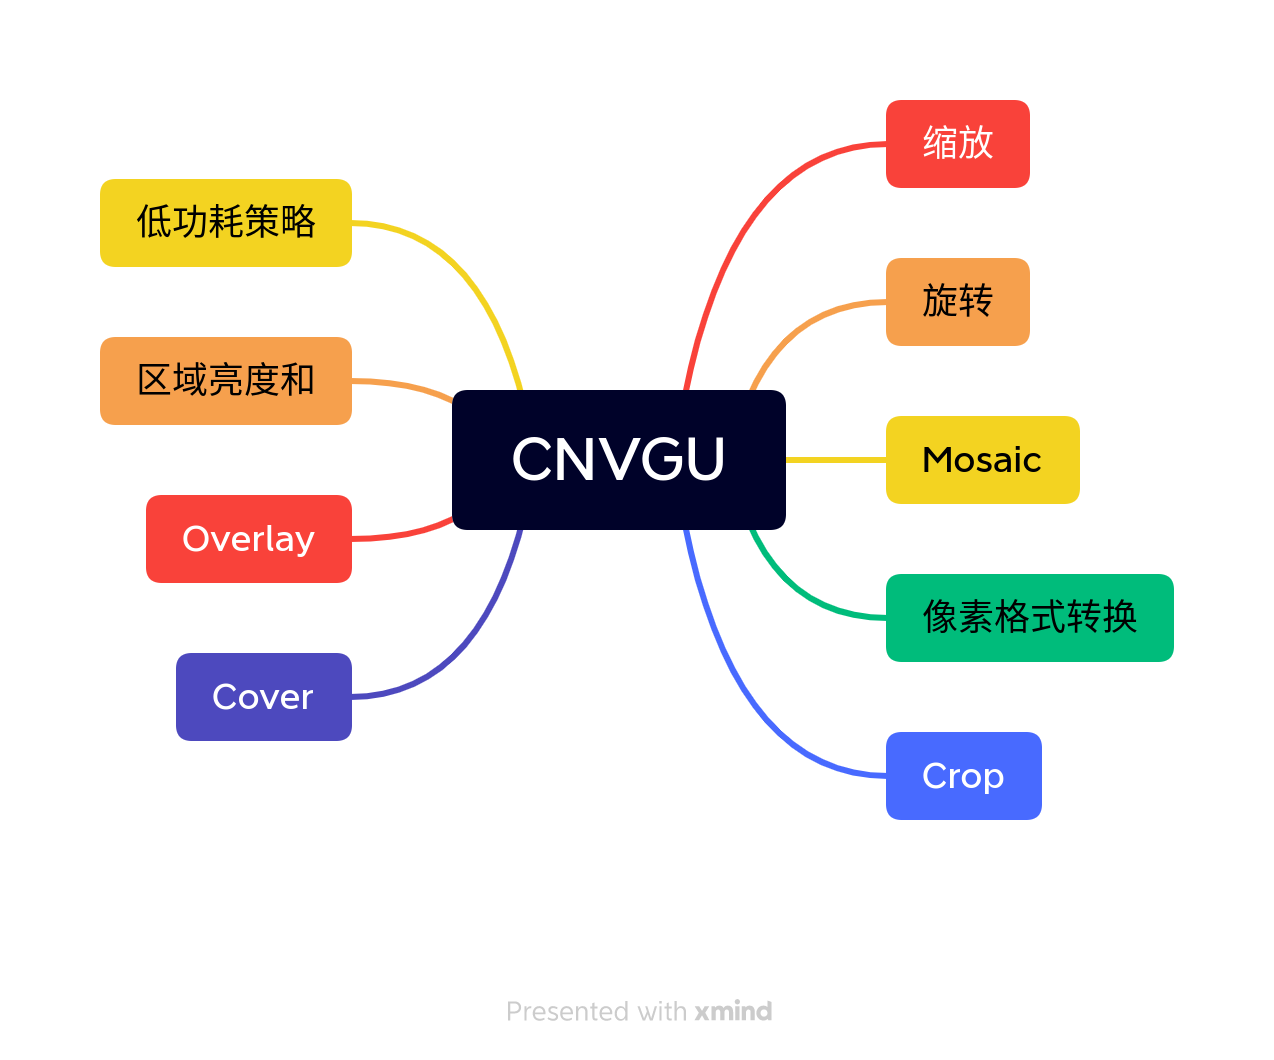 CNVGU
缩放
旋转
Mosaic
像素格式转换
Crop
低功耗策略
区域亮度和
Overlay
Cover
Presented with xmind